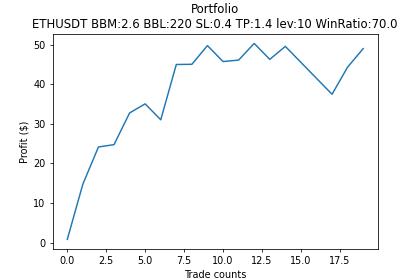 Portfolio
ETHUSDT BBM:2.6 BBL:220 SL:0.4 TP:1.4 lev:10 WinRatio:70.0
50
40
30
20
10
0
Profit ($)
0.0 2.5 5.0 7.5 10.0 12.5 15.0 17.5
Trade counts